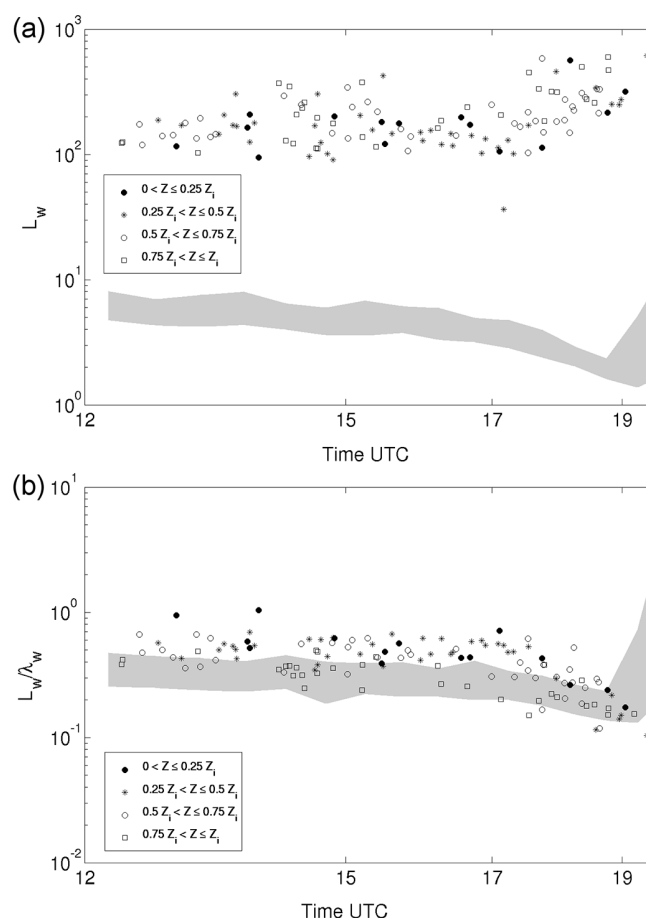 (a)
10^3
10^2
10^1
10^0
L_w
0 < Z ≤ 0.25 Z_i
0.25 Z_i < Z ≤ 0.5 Z_i
0.5 Z_i < Z ≤ 0.75 Z_i
0.75 Z_i < Z ≤ Z_i
12 15 17 19
Time UTC
(b)
10^1
10^0
10^-1
10^-2
L_w/λ_w
0 < Z ≤ 0.25 Z_i
0.25 Z_i < Z ≤ 0.5 Z_i
0.5 Z_i < Z ≤ 0.75 Z_i
0.75 Z_i < Z ≤ Z_i
12 15 17 19
Time UTC